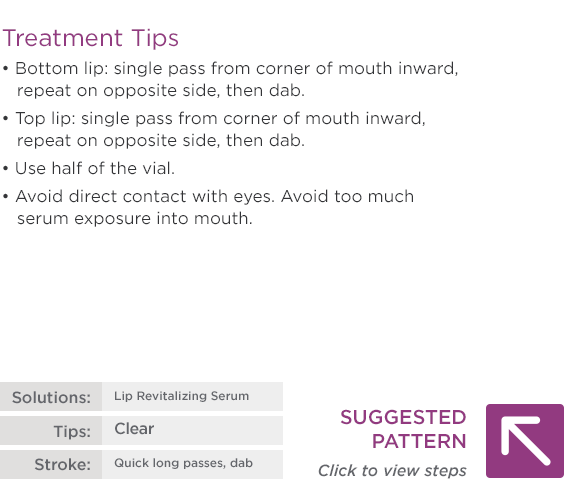 Treatment Tips
• Bottom lip: single pass from corner of mouth inward,
repeat on opposite side, then dab.
• Top lip: single pass from corner of mouth inward,
repeat on opposite side, then dab.
• Use half of the vial.
• Avoid direct contact with eyes. Avoid too much
serum exposure into mouth.
Solutions: Lip Revitalizing Serum
Tips: Clear
Stroke: Quick long passes, dab
SUGGESTED
PATTERN
Click to view steps